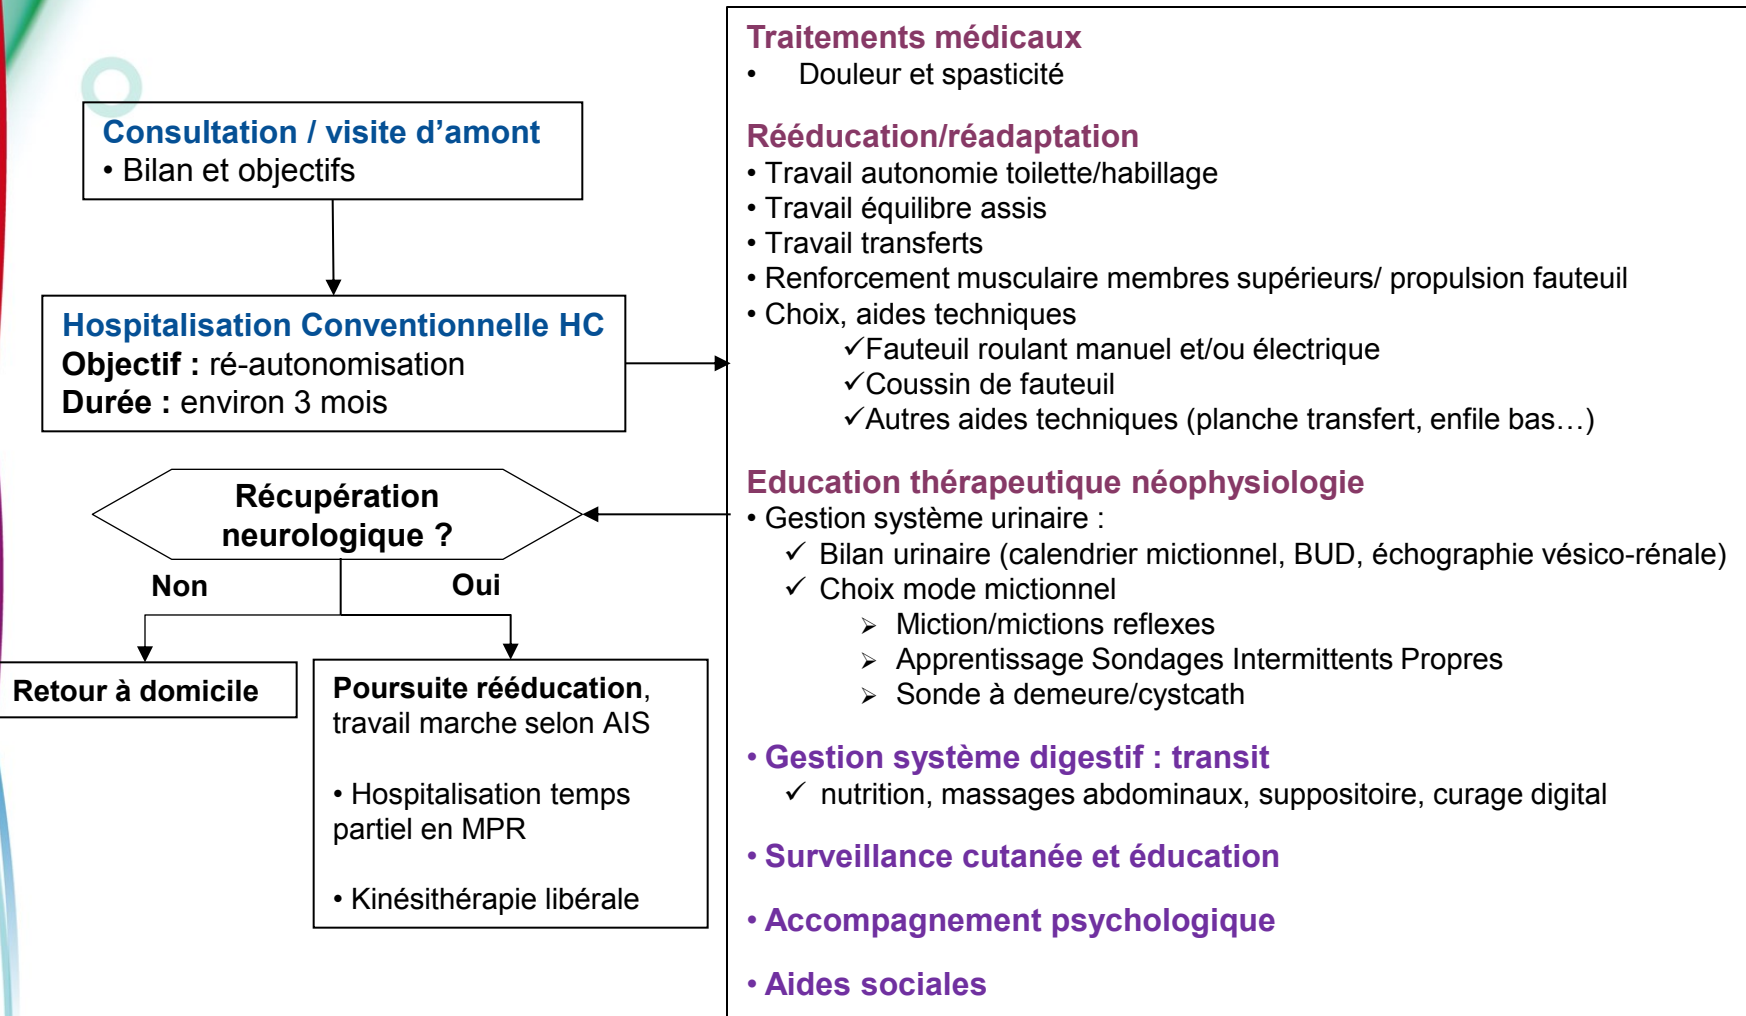 Consultation / visite d’amont
• Bilan et objectifs
Hospitalisation Conventionnelle HC
Objectif : ré-autonomisation
Durée : environ 3 mois
Récupération
neurologique ?
Non
Oui
Retour à domicile
Poursuite rééducation,
travail marche selon AIS
• Hospitalisation temps
partiel en MPR
• Kinésithérapie libérale
Traitements médicaux
• Douleur et spasticité
Rééducation/réadaptation
• Travail autonomie toilette/habillage
• Travail équilibre assis
• Travail transferts
• Renforcement musculaire membres supérieurs/ propulsion fauteuil
• Choix, aides techniques
✓Fauteuil roulant manuel et/ou électrique
✓Coussin de fauteuil
✓Autres aides techniques (planche transfert, enfile bas…)
Education thérapeutique néophysiologie
• Gestion système urinaire :
✓ Bilan urinaire (calendrier mictionnel, BUD, échographie vésico-rénale)
✓ Choix mode mictionnel
➢ Miction/mictions reflexes
➢ Apprentissage Sondages Intermittents Propres
➢ Sonde à demeure/cystcath
• Gestion système digestif : transit
✓ nutrition, massages abdominaux, suppositoire, curage digital
• Surveillance cutanée et éducation
• Accompagnement psychologique
• Aides sociales